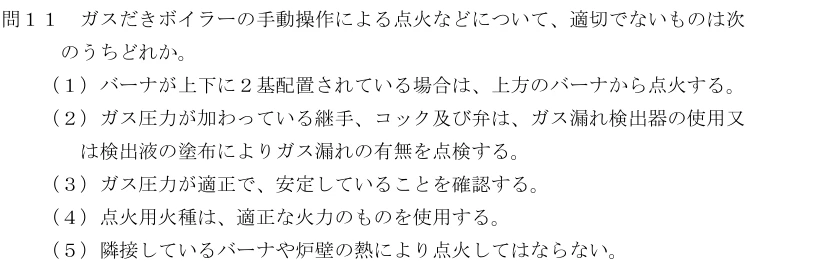 問１１　ガスだきボイラーの手動操作による点火などについて、適切でないものは次
のうちどれか。
（１）バーナが上下に２基配置されている場合は、上方のバーナから点火する。
（２）ガス圧力が加わっている継手、コック及び弁は、ガス漏れ検出器の使用又
は検出液の塗布によりガス漏れの有無を点検する。
（３）ガス圧力が適正で、安定していることを確認する。
（４）点火用火種は、適正な火力のものを使用する。
（５）隣接しているバーナや炉壁の熱により点火してはならない。